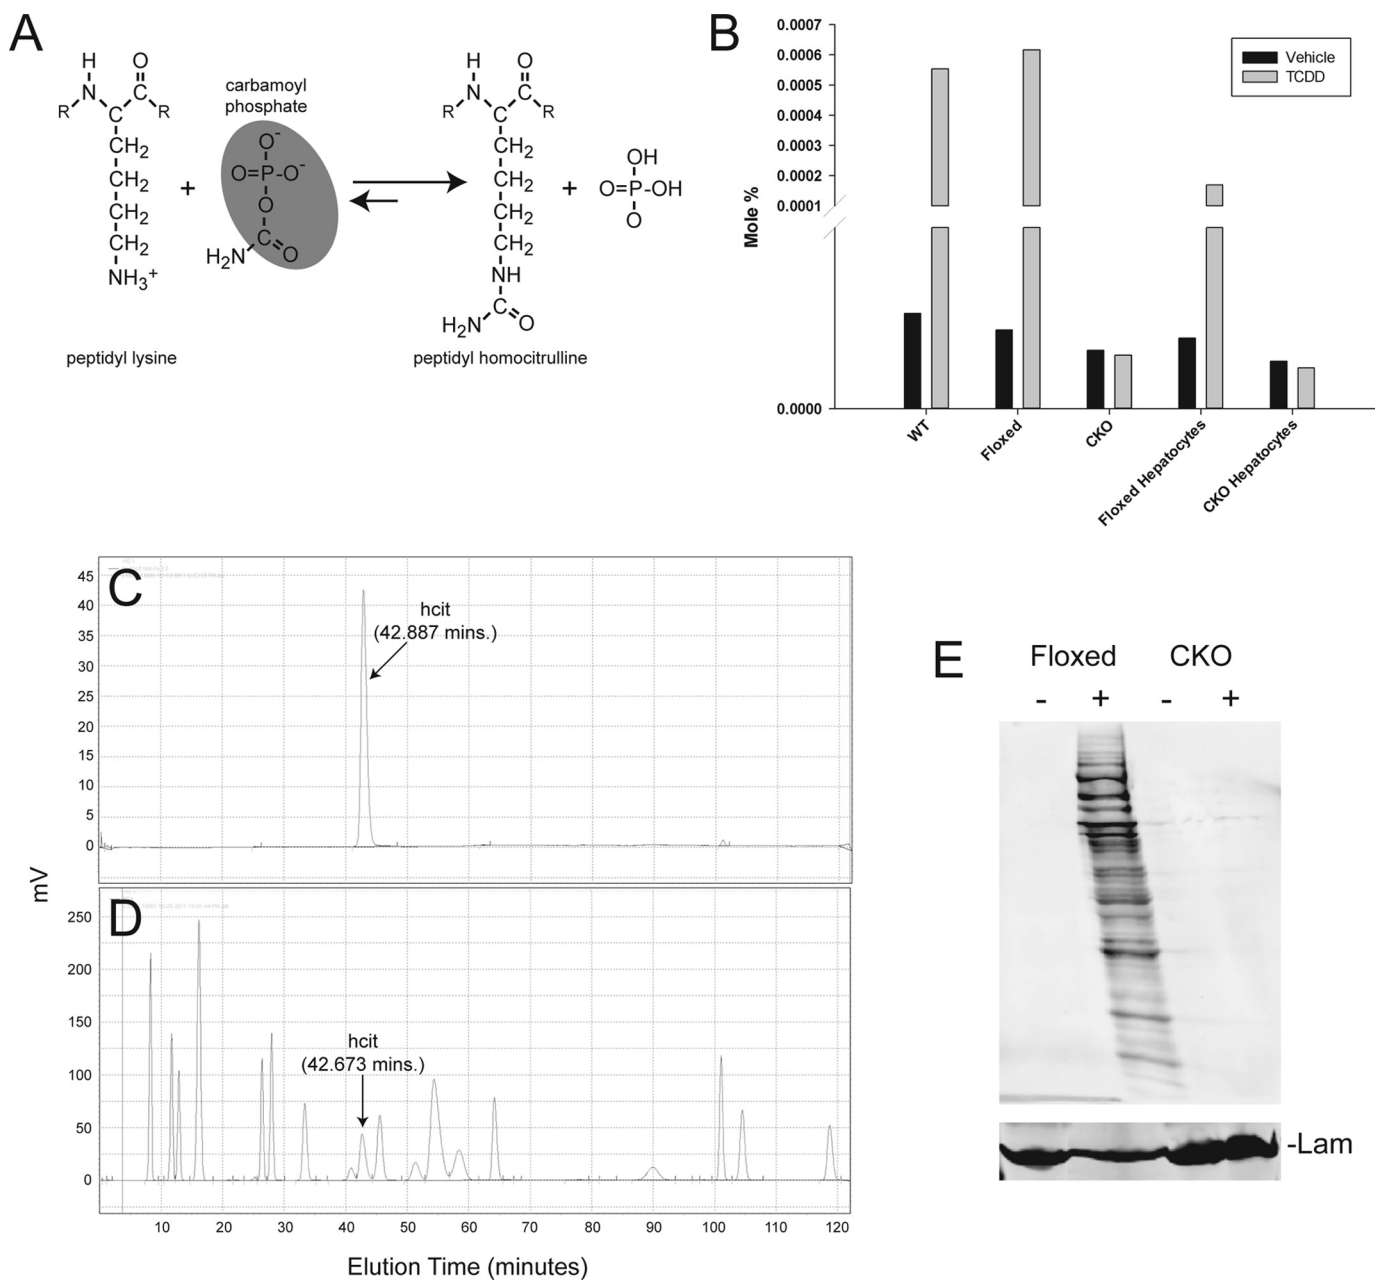 A
H
O
N
C
R
R
C
CH2
CH2
CH2
CH2
NH3+
peptidyl lysine
+
carbamoyl
phosphate
O-
O=P-O-
O
C
H2N
O
H
O
N
C
R
R
C
CH2
CH2
CH2
CH2
NH
C
H2N
O
peptidyl homocitrulline
+
OH
O=P-OH
O
B
Mole %
0.0007
0.0006
0.0005
0.0004
0.0003
0.0002
0.0001
0.0000
Vehicle
TCDD
WT
Floxed
CKO
Floxed Hepatocytes
CKO Hepatocytes
C
45
40
35
30
25
20
15
10
5
0
hcit
(42.887 mins.)
mV
D
250
200
150
100
50
0
hcit
(42.673 mins.)
10 20 30 40 50 60 70 80 90 100 110 120
Elution Time (minutes)
E
Floxed CKO
- + - +
-Lam